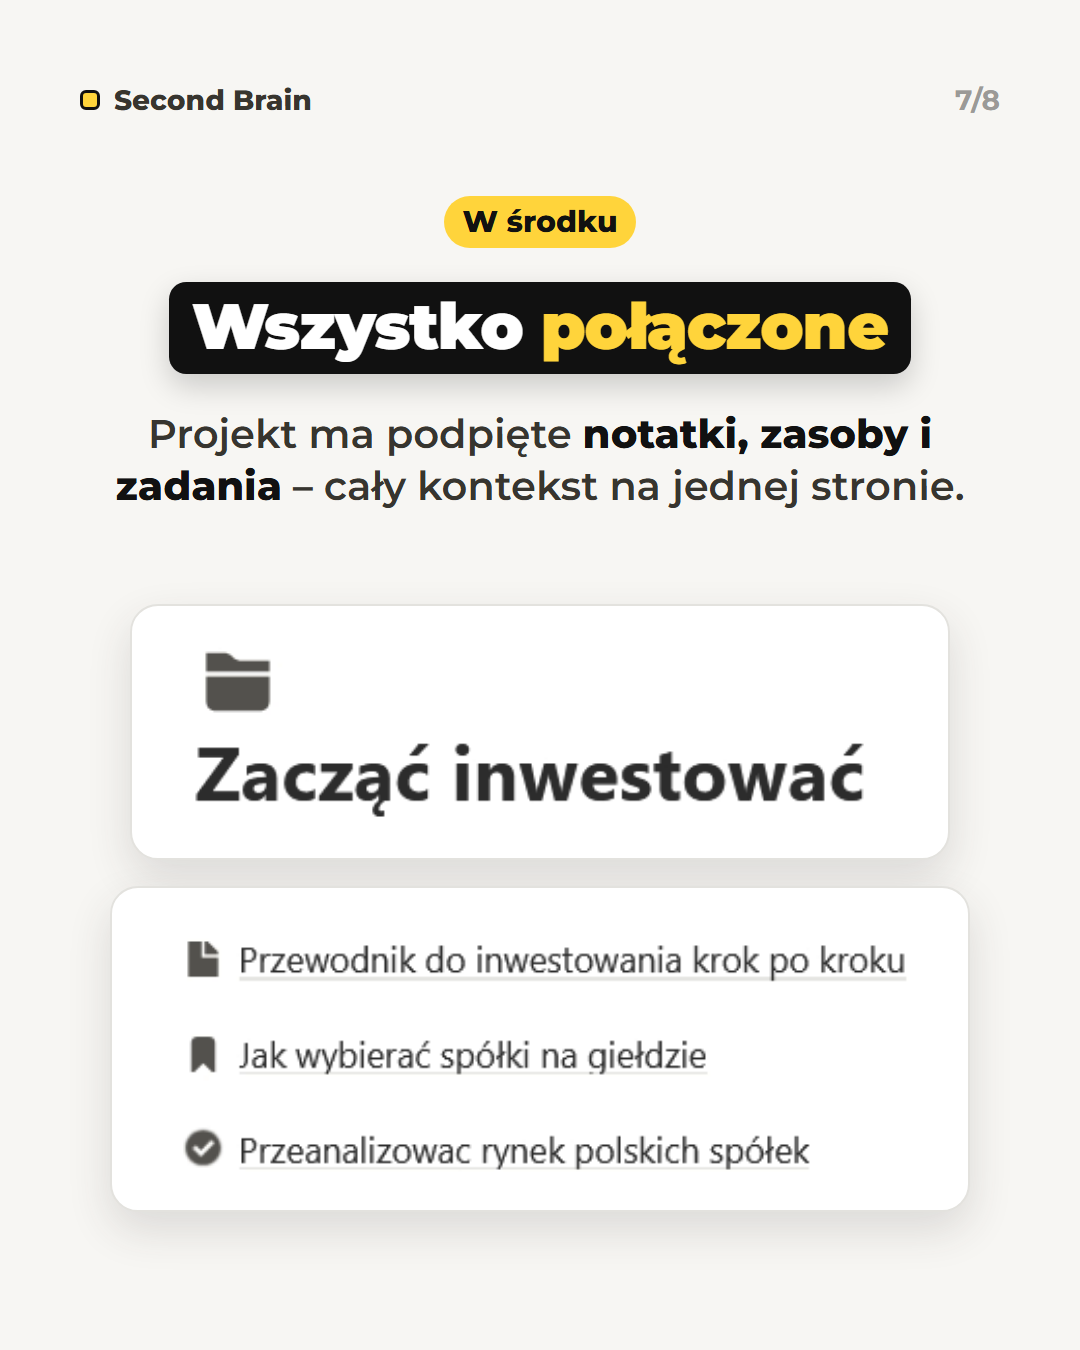 Second Brain
7/8
W środku
Wszystko połączone
Projekt ma podpięte notatki, zasoby i
zadania – cały kontekst na jednej stronie.
Zacząć inwestować
Przewodnik do inwestowania krok po kroku
Jak wybierać spółki na giełdzie
Przeanalizowac rynek polskich spółek